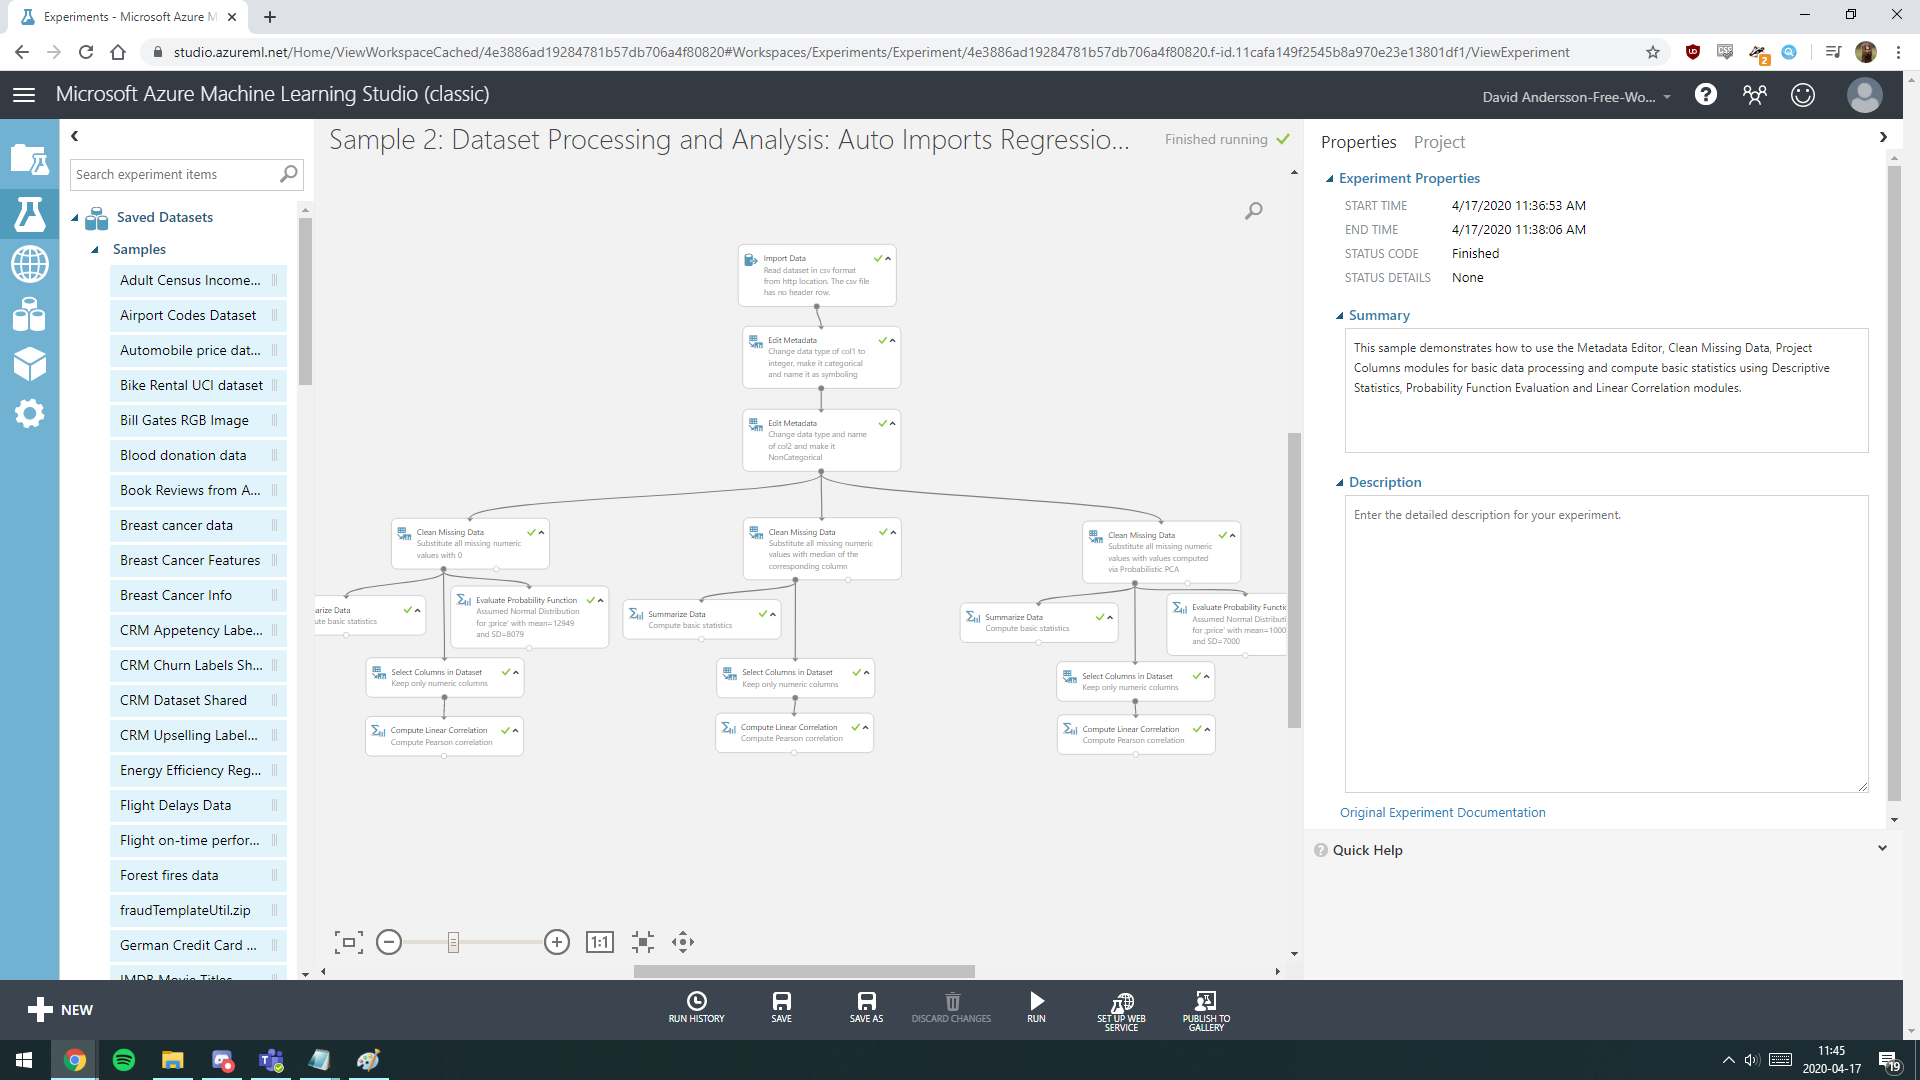 Experiments - Microsoft Azure M
studio.azureml.net/Home/ViewWorkspaceCached/4e3886ad19284781b57db706a4f80820#Workspaces/Experiments/Experiment/4e3886ad19284781b57db706a4f80820.f-id.11cafa149f2545b8a970e23e13801df1/ViewExperiment
2
Microsoft Azure Machine Learning Studio (classic)
David Andersson-Free-Wo...
Search experiment items
Saved Datasets
Samples
Adult Census Income...
Airport Codes Dataset
Automobile price dat...
Bike Rental UCI dataset
Bill Gates RGB Image
Blood donation data
Book Reviews from A...
Breast cancer data
Breast Cancer Features
Breast Cancer Info
CRM Appetency Labe...
CRM Churn Labels Sh...
CRM Dataset Shared
CRM Upselling Label...
Energy Efficiency Reg...
Flight Delays Data
Flight on-time perfor...
Forest fires data
fraudTemplateUtil.zip
German Credit Card ...
IMDB Movie Titles
Sample 2: Dataset Processing and Analysis: Auto Imports Regressio...
Finished running
Import Data
Read dataset in csv format
from http location. The csv file
has no header row.
Edit Metadata
Change data type of col1 to
integer, make it categorical
and name it as symboling
Edit Metadata
Change data type and name
of col2 and make it
NonCategorical
Clean Missing Data
Substitute all missing numeric
values with 0
Clean Missing Data
Substitute all missing numeric
values with median of the
corresponding column
Clean Missing Data
Substitute all missing numeric
values with values computed
via Probabilistic PCA
arize Data
ute basic statistics
Evaluate Probability Function
Assumed Normal Distribution
for ;price' with mean=12949
and SD=8079
Summarize Data
Compute basic statistics
Summarize Data
Compute basic statistics
Evaluate Probability Functio
Assumed Normal Distributi
for ;price' with mean=1000
and SD=7000
Select Columns in Dataset
Keep only numeric columns
Select Columns in Dataset
Keep only numeric columns
Select Columns in Dataset
Keep only numeric columns
Compute Linear Correlation
Compute Pearson correlation
Compute Linear Correlation
Compute Pearson correlation
Compute Linear Correlation
Compute Pearson correlation
1:1
Properties Project
Experiment Properties
START TIME 4/17/2020 11:36:53 AM
END TIME 4/17/2020 11:38:06 AM
STATUS CODE Finished
STATUS DETAILS None
Summary
This sample demonstrates how to use the Metadata Editor, Clean Missing Data, Project
Columns modules for basic data processing and compute basic statistics using Descriptive
Statistics, Probability Function Evaluation and Linear Correlation modules.
Description
Enter the detailed description for your experiment.
Original Experiment Documentation
Quick Help
NEW
RUN HISTORY
SAVE
SAVE AS
DISCARD CHANGES
RUN
SET UP WEB
SERVICE
PUBLISH TO
GALLERY
11:45
2020-04-17
19